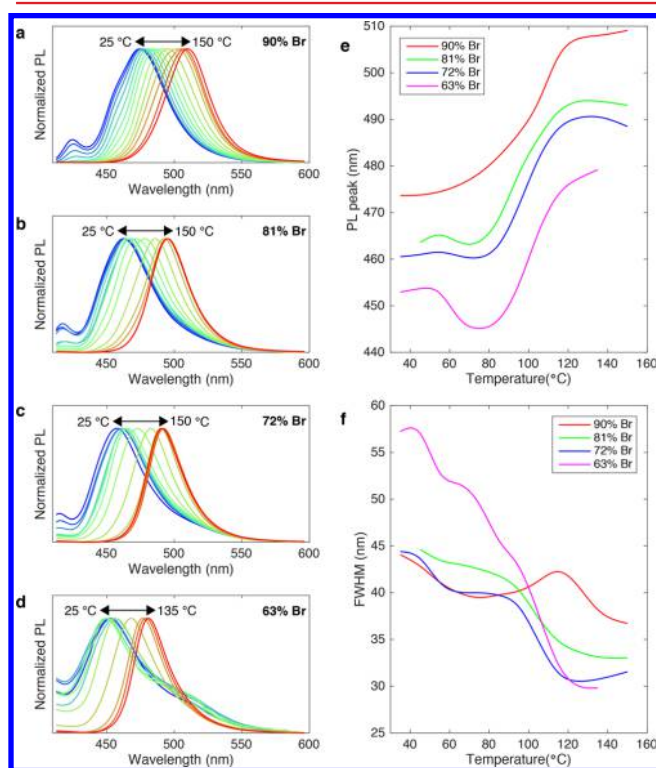 a
25 °C
150 °C
90% Br
Normalized PL
450
500
550
600
Wavelength (nm)
b
25 °C
150 °C
81% Br
Normalized PL
450
500
550
600
Wavelength (nm)
c
25 °C
150 °C
72% Br
Normalized PL
450
500
550
600
Wavelength (nm)
d
25 °C
135 °C
63% Br
Normalized PL
450
500
550
600
Wavelength (nm)
e
510
500
490
480
470
460
450
440
PL peak (nm)
90% Br
81% Br
72% Br
63% Br
40
60
80
100
120
140
160
Temperature(°C)
f
60
55
50
45
40
35
30
25
FWHM (nm)
90% Br
81% Br
72% Br
63% Br
40
60
80
100
120
140
160
Temperature(°C)